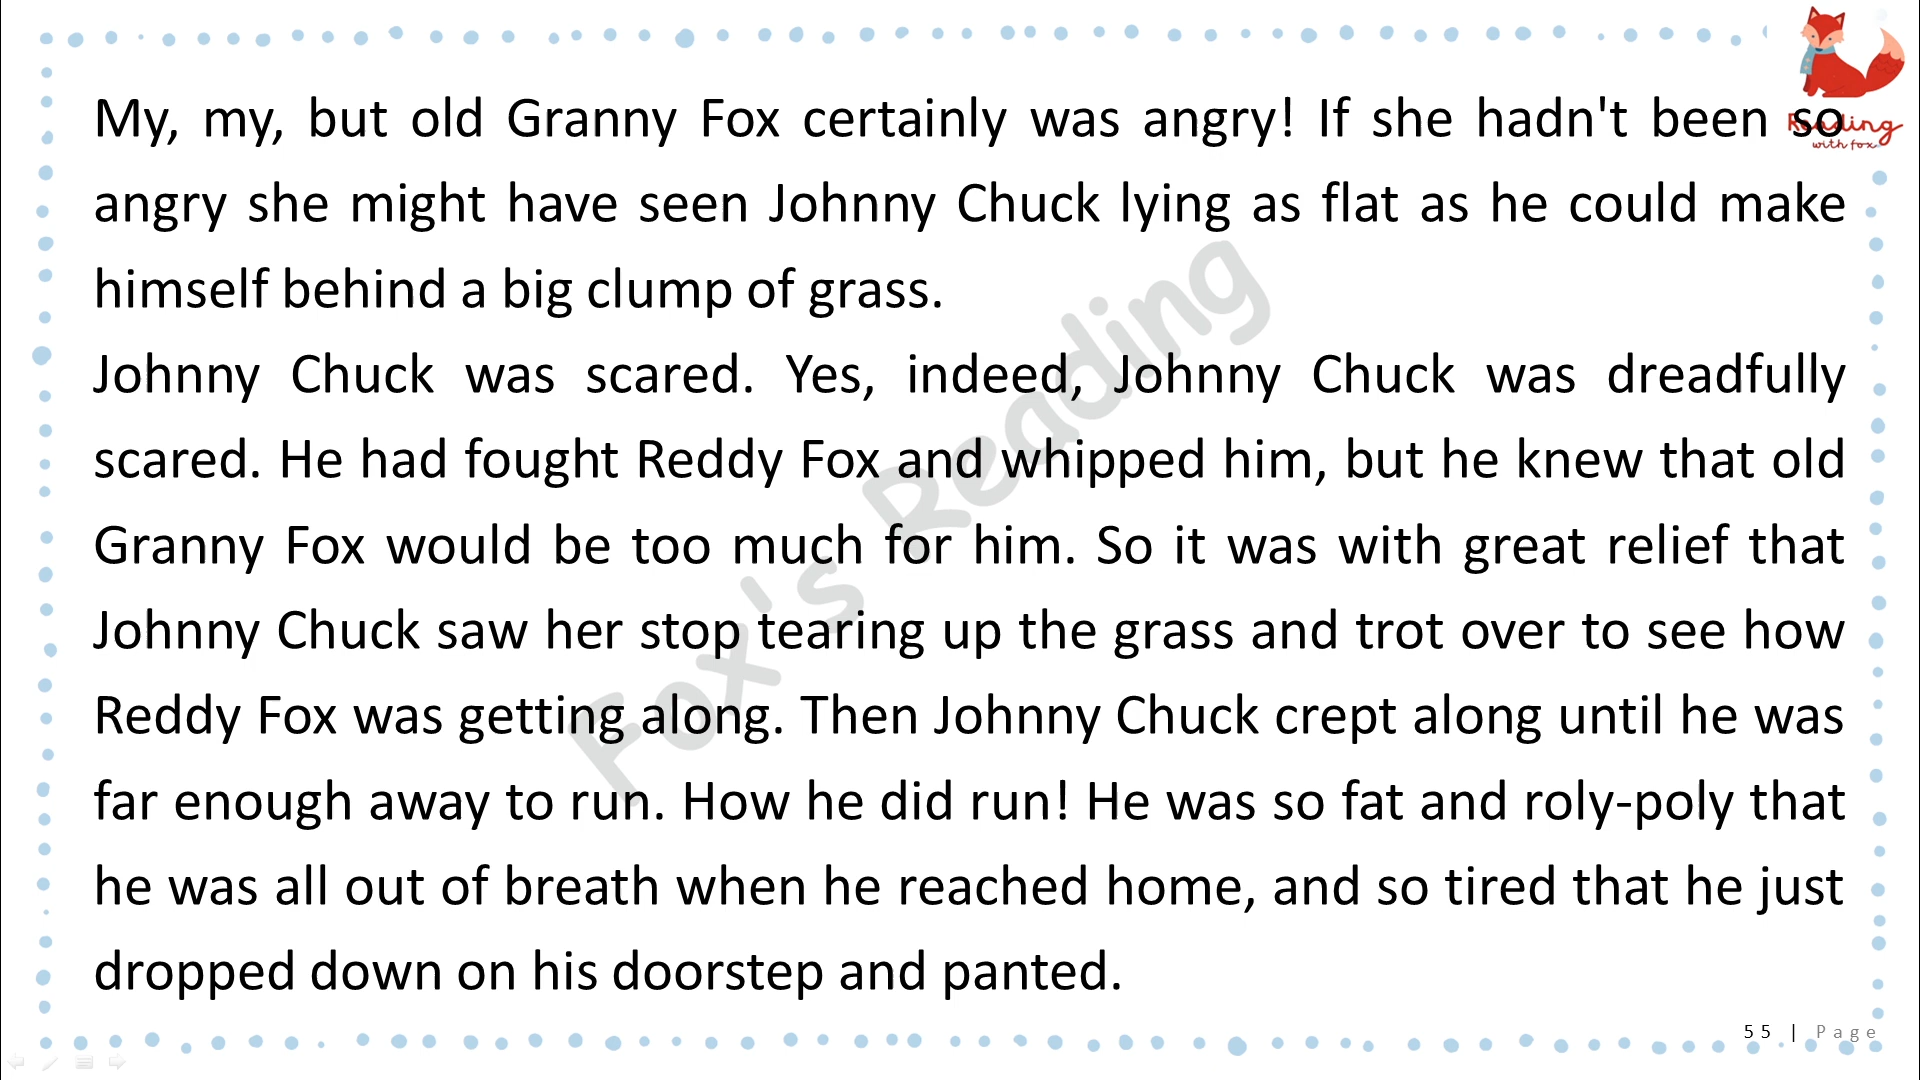 My, my, but old Granny Fox certainly was angry! If she hadn't been so
angry she might have seen Johnny Chuck lying as flat as he could make
himself behind a big clump of grass.
Johnny Chuck was scared. Yes, indeed, Johnny Chuck was dreadfully
scared. He had fought Reddy Fox and whipped him, but he knew that old
Granny Fox would be too much for him. So it was with great relief that
Johnny Chuck saw her stop tearing up the grass and trot over to see how
Reddy Fox was getting along. Then Johnny Chuck crept along until he was
far enough away to run. How he did run! He was so fat and roly-poly that
he was all out of breath when he reached home, and so tired that he just
dropped down on his doorstep and panted.
Reading
with fox
Fox's Reading
55 | Page